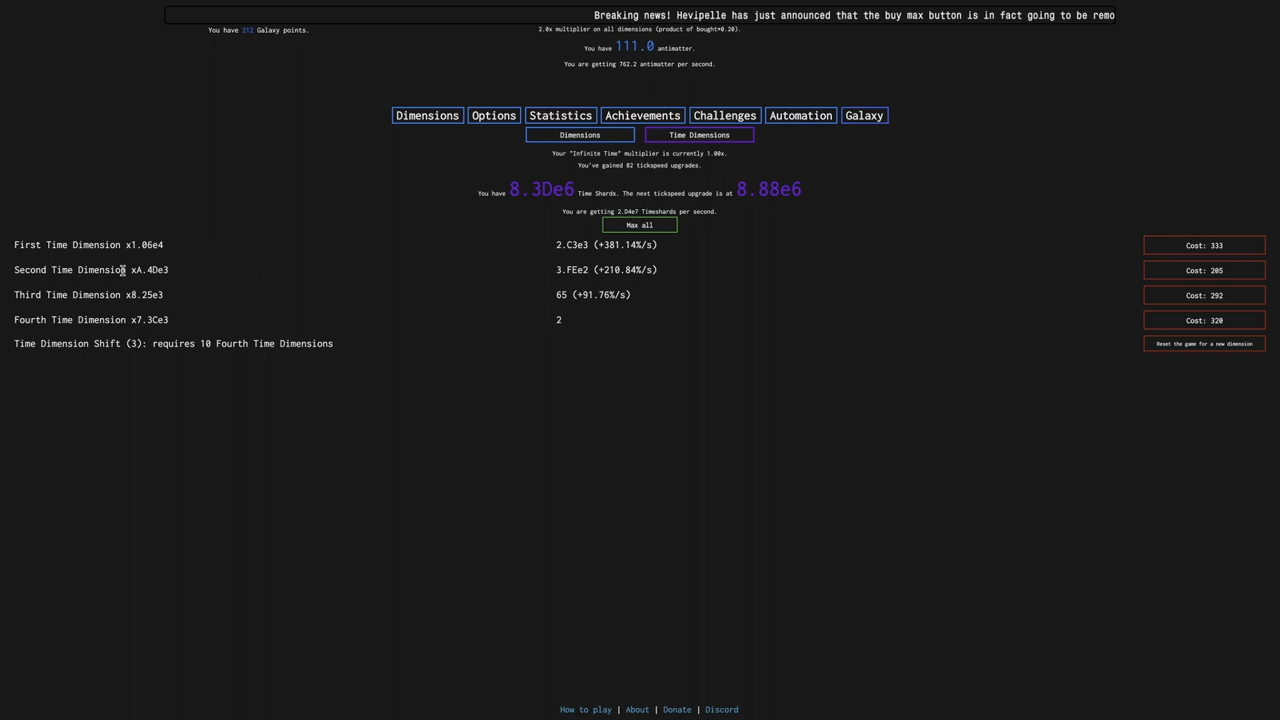 Breaking news! Hevipelle has just announced that the buy max button is in fact going to be remo
You have 212 Galaxy points.
2.0x multiplier on all dimensions (product of bought*0.20).
You have 111.0 antimatter.
You are getting 762.2 antimatter per second.
Dimensions Options Statistics Achievements Challenges Automation Galaxy
Dimensions Time Dimensions
Your "Infinite Time" multiplier is currently 1.00x.
You've gained 82 tickspeed upgrades.
You have 8.3De6 Time Shards. The next tickspeed upgrade is at 8.88e6
You are getting 2.D4e7 Timeshards per second.
Max all
First Time Dimension x1.06e4 2.C3e3 (+381.14%/s) Cost: 333
Second Time Dimension xA.4De3 3.FEe2 (+210.84%/s) Cost: 205
Third Time Dimension x8.25e3 65 (+91.76%/s) Cost: 292
Fourth Time Dimension x7.3Ce3 2 Cost: 320
Time Dimension Shift (3): requires 10 Fourth Time Dimensions Reset the game for a new dimension
How to play | About | Donate | Discord